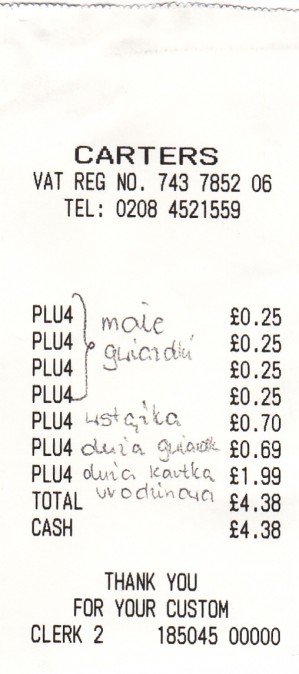 CARTERS
VAT REG NO. 743 7852 06
TEL: 0208 4521559
PLU4 małe £0.25
PLU4 gwiazdki £0.25
PLU4 £0.25
PLU4 £0.25
PLU4 wstążka £0.70
PLU4 duża £0.69
PLU4 duża kartka £1.99
urodzinowa
TOTAL £4.38
CASH £4.38
THANK YOU
FOR YOUR CUSTOM
CLERK 2 185045 00000